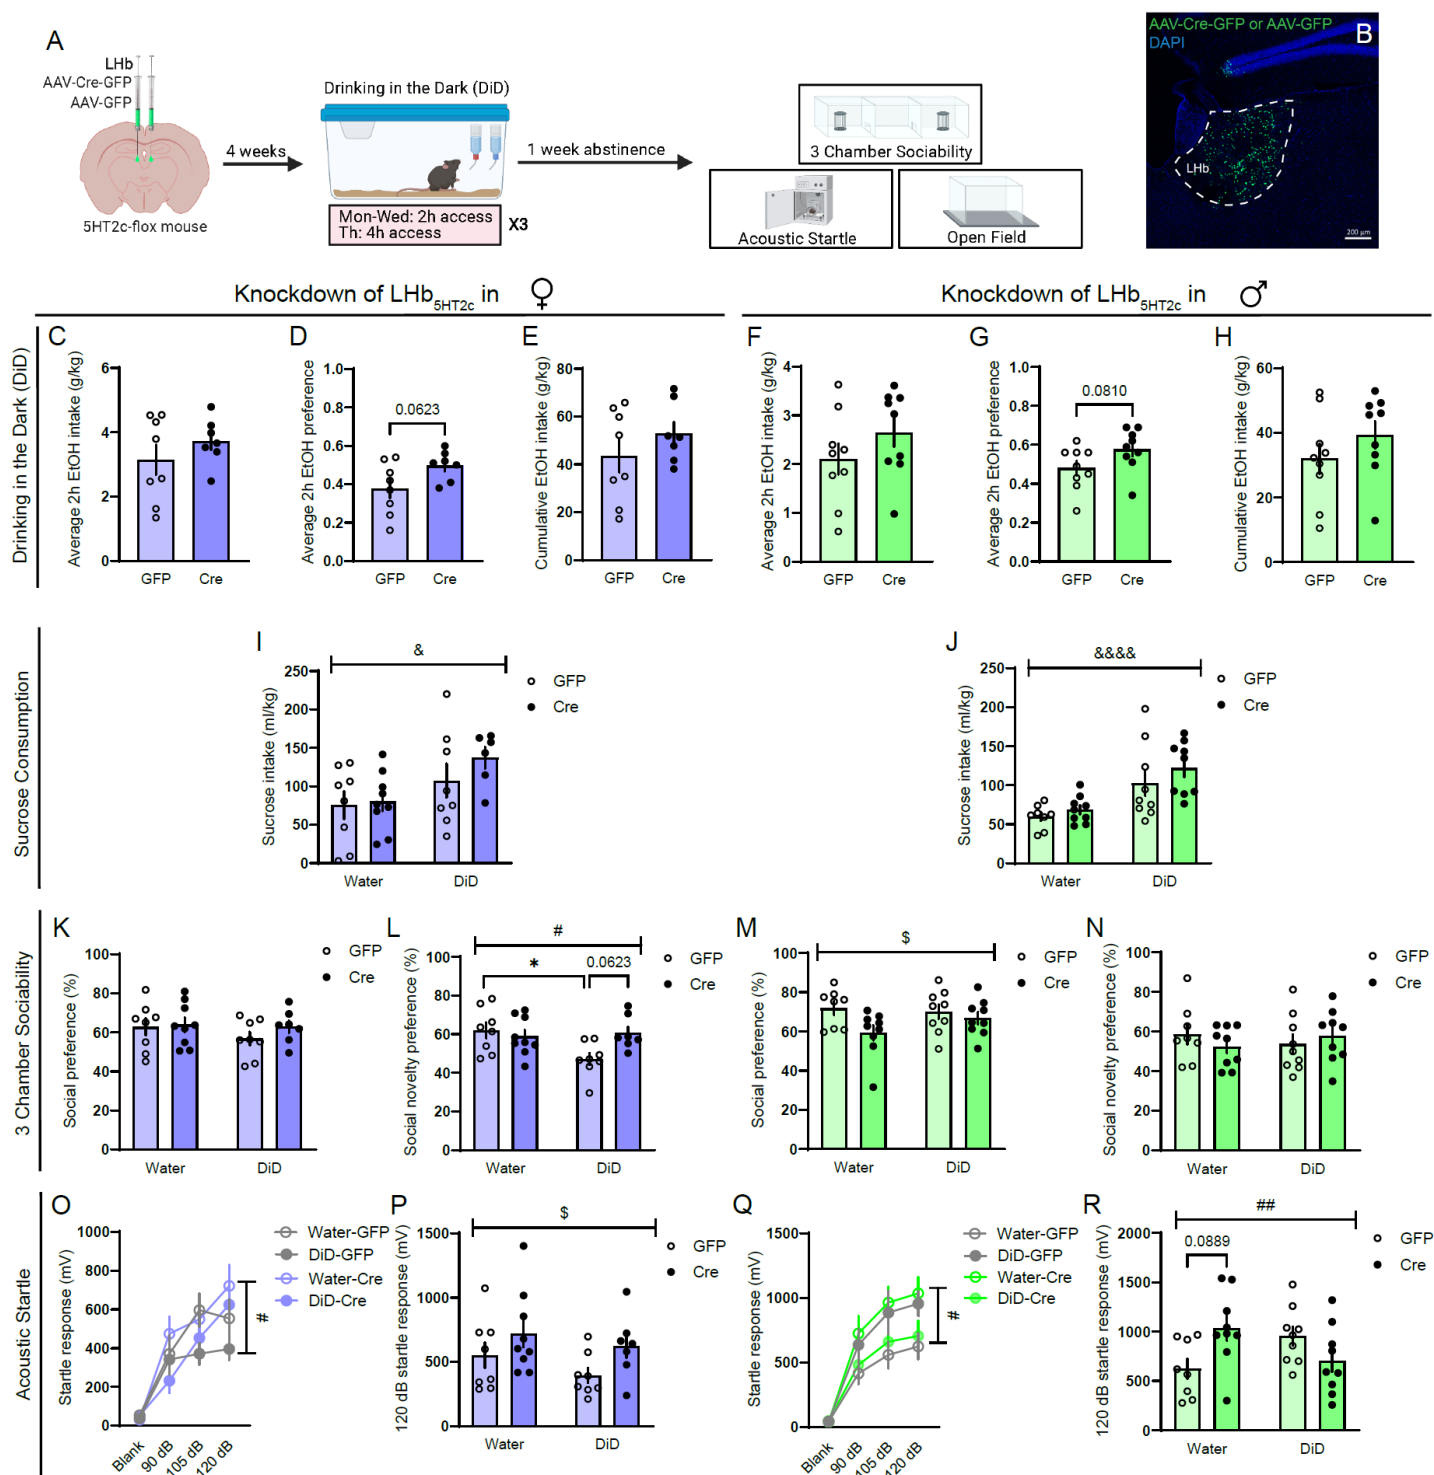 A
LHb
AAV-Cre-GFP
AAV-GFP
5HT2c-flox mouse
4 weeks
Drinking in the Dark (DiD)
Mon-Wed: 2h access
Th: 4h access
X3
1 week abstinence
3 Chamber Sociability
Acoustic Startle
Open Field
AAV-Cre-GFP or AAV-GFP
DAPI
B
LHb
200 µm
Knockdown of LHb5HT2c in ♀
Knockdown of LHb5HT2c in ♂
Drinking in the Dark (DiD)
C
Average 2h EtOH intake (g/kg)
6
4
2
0
GFP Cre
D
Average 2h EtOH preference
1.0
0.8
0.6
0.4
0.2
0.0
0.0623
GFP Cre
E
Cumulative EtOH intake (g/kg)
80
60
40
20
0
GFP Cre
F
Average 2h EtOH intake (g/kg)
4
3
2
1
0
GFP Cre
G
Average 2h EtOH preference
1.0
0.8
0.6
0.4
0.2
0.0
0.0810
GFP Cre
H
Cumulative EtOH intake (g/kg)
60
40
20
0
GFP Cre
Sucrose Consumption
I
Sucrose intake (ml/kg)
250
200
150
100
50
0
&
GFP
Cre
Water DiD
J
Sucrose intake (ml/kg)
250
200
150
100
50
0
&&&&
GFP
Cre
Water DiD
3 Chamber Sociability
K
Social preference (%)
100
80
60
40
20
0
GFP
Cre
Water DiD
L
Social novelty preference (%)
100
80
60
40
20
0
#
*
0.0623
GFP
Cre
Water DiD
M
Social preference (%)
100
80
60
40
20
0
$
GFP
Cre
Water DiD
N
Social novelty preference (%)
100
80
60
40
20
0
GFP
Cre
Water DiD
Acoustic Startle
O
Startle response (mV)
1000
800
600
400
200
0
Water-GFP
DiD-GFP
Water-Cre
DiD-Cre
#
Blank 90 dB 105 dB 120 dB
P
120 dB startle response (mV)
1500
1000
500
0
$
GFP
Cre
Water DiD
Q
Startle response (mV)
1500
1000
500
0
Water-GFP
DiD-GFP
Water-Cre
DiD-Cre
#
Blank 90 dB 105 dB 120 dB
R
120 dB startle response (mV)
2000
1500
1000
500
0
##
0.0889
GFP
Cre
Water DiD